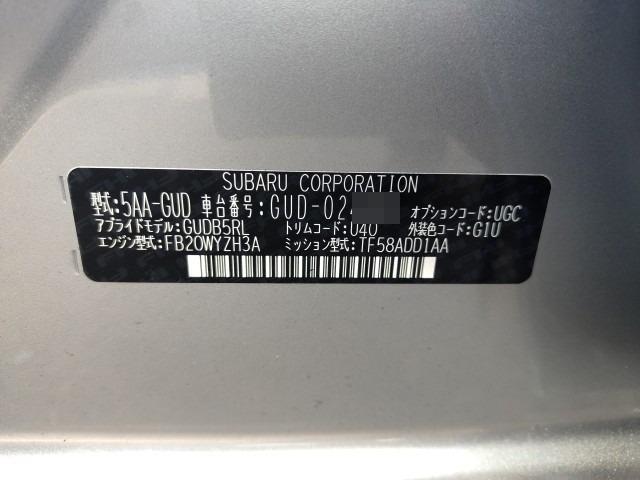 SUBARU CORPORATION
型式:5AA-GUD 車台番号:GUD-02 オプションコード:UGC
アプライドモデル:GUDB5RL トリムコード:U40 外装色コード:G1U
エンジン型式:FB20WYZH3A ミッション型式:TF58ADD1AA